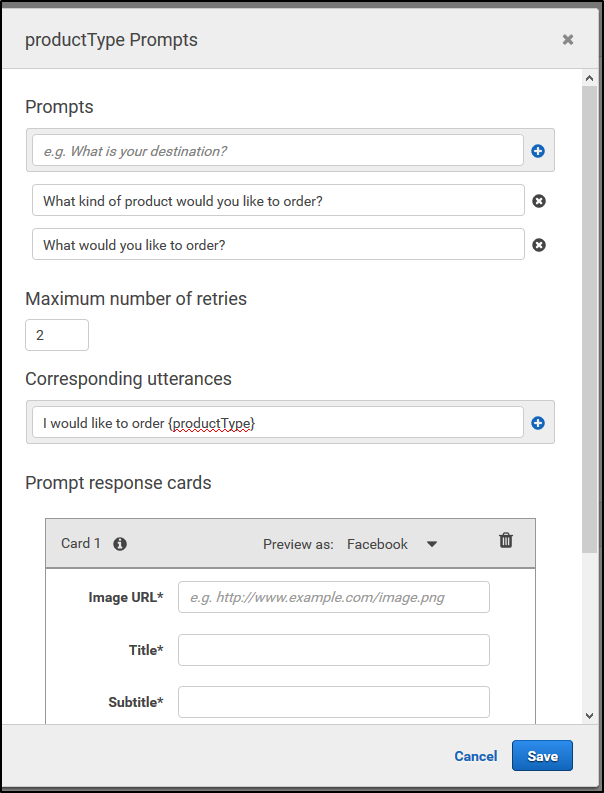 productType Prompts
Prompts
e.g. What is your destination?
What kind of product would you like to order?
What would you like to order?
Maximum number of retries
2
Corresponding utterances
I would like to order {productType}
Prompt response cards
Card 1 Preview as: Facebook
Image URL* e.g. http://www.example.com/image.png
Title*
Subtitle*
Cancel Save